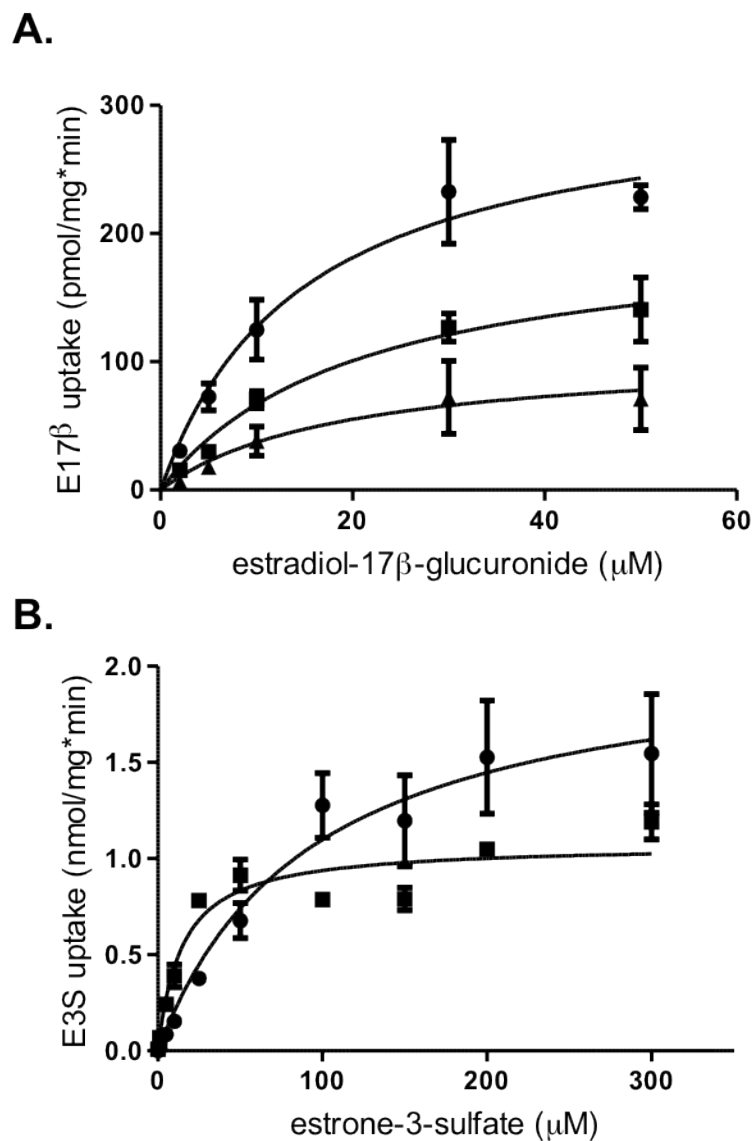 A.
300
200
100
0
E17β uptake (pmol/mg*min)
0 20 40 60
estradiol-17β-glucuronide (μM)
B.
2.0
1.5
1.0
0.5
0.0
E3S uptake (nmol/mg*min)
0 100 200 300
estrone-3-sulfate (μM)